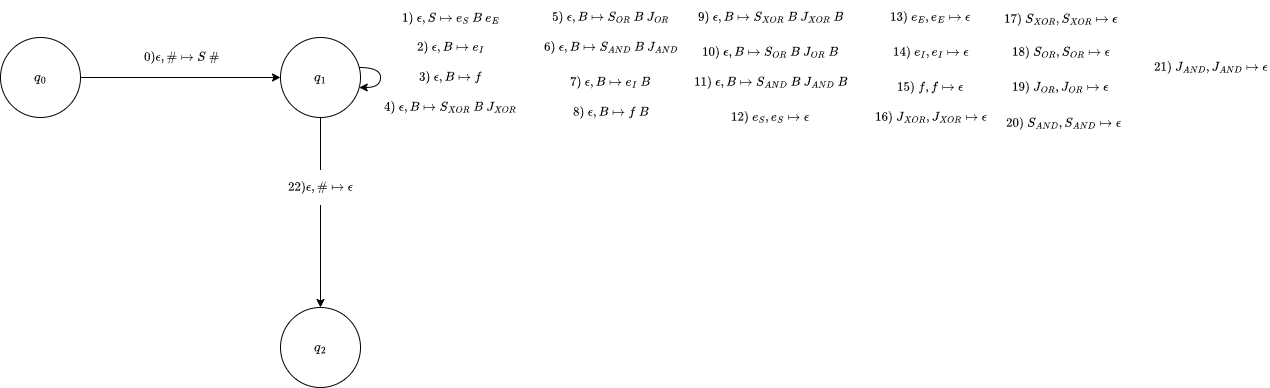 0)ϵ, # ↦ S #
q₀
q₁
1) ϵ, S ↦ e_S B e_E
2) ϵ, B ↦ e_I
3) ϵ, B ↦ f
4) ϵ, B ↦ S_XOR B J_XOR
5) ϵ, B ↦ S_OR B J_OR
6) ϵ, B ↦ S_AND B J_AND
7) ϵ, B ↦ e_I B
8) ϵ, B ↦ f B
9) ϵ, B ↦ S_XOR B J_XOR B
10) ϵ, B ↦ S_OR B J_OR B
11) ϵ, B ↦ S_AND B J_AND B
12) e_S, e_S ↦ ϵ
13) e_E, e_E ↦ ϵ
14) e_I, e_I ↦ ϵ
15) f, f ↦ ϵ
16) J_XOR, J_XOR ↦ ϵ
17) S_XOR, S_XOR ↦ ϵ
18) S_OR, S_OR ↦ ϵ
19) J_OR, J_OR ↦ ϵ
20) S_AND, S_AND ↦ ϵ
21) J_AND, J_AND ↦ ϵ
22)ϵ, # ↦ ϵ
q₂